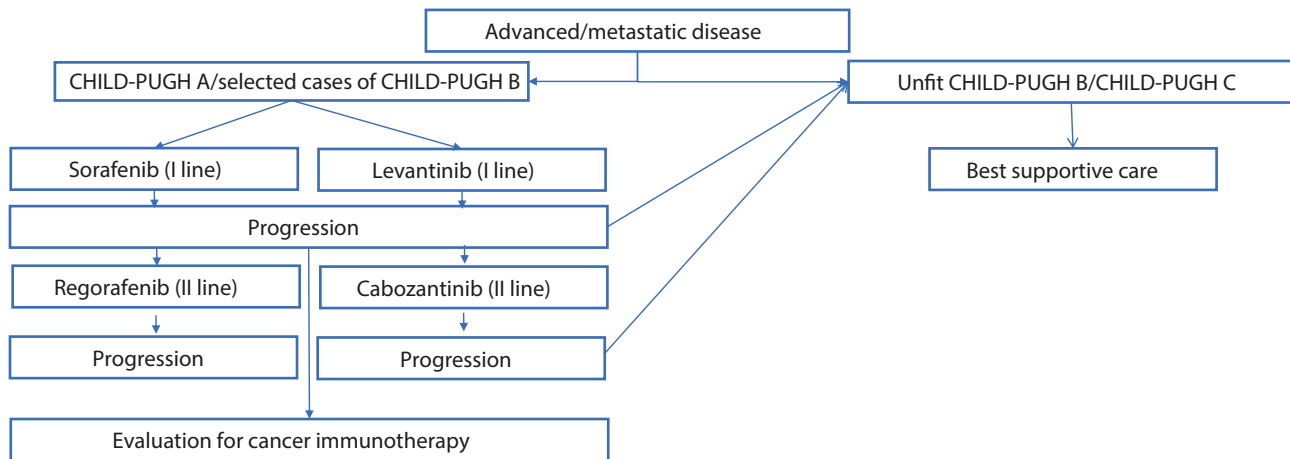 Advanced/metastatic disease
CHILD-PUGH A/selected cases of CHILD-PUGH B
Unfit CHILD-PUGH B/CHILD-PUGH C
Sorafenib (I line)
Levantinib (I line)
Best supportive care
Progression
Regorafenib (II line)
Cabozantinib (II line)
Progression
Progression
Evaluation for cancer immunotherapy